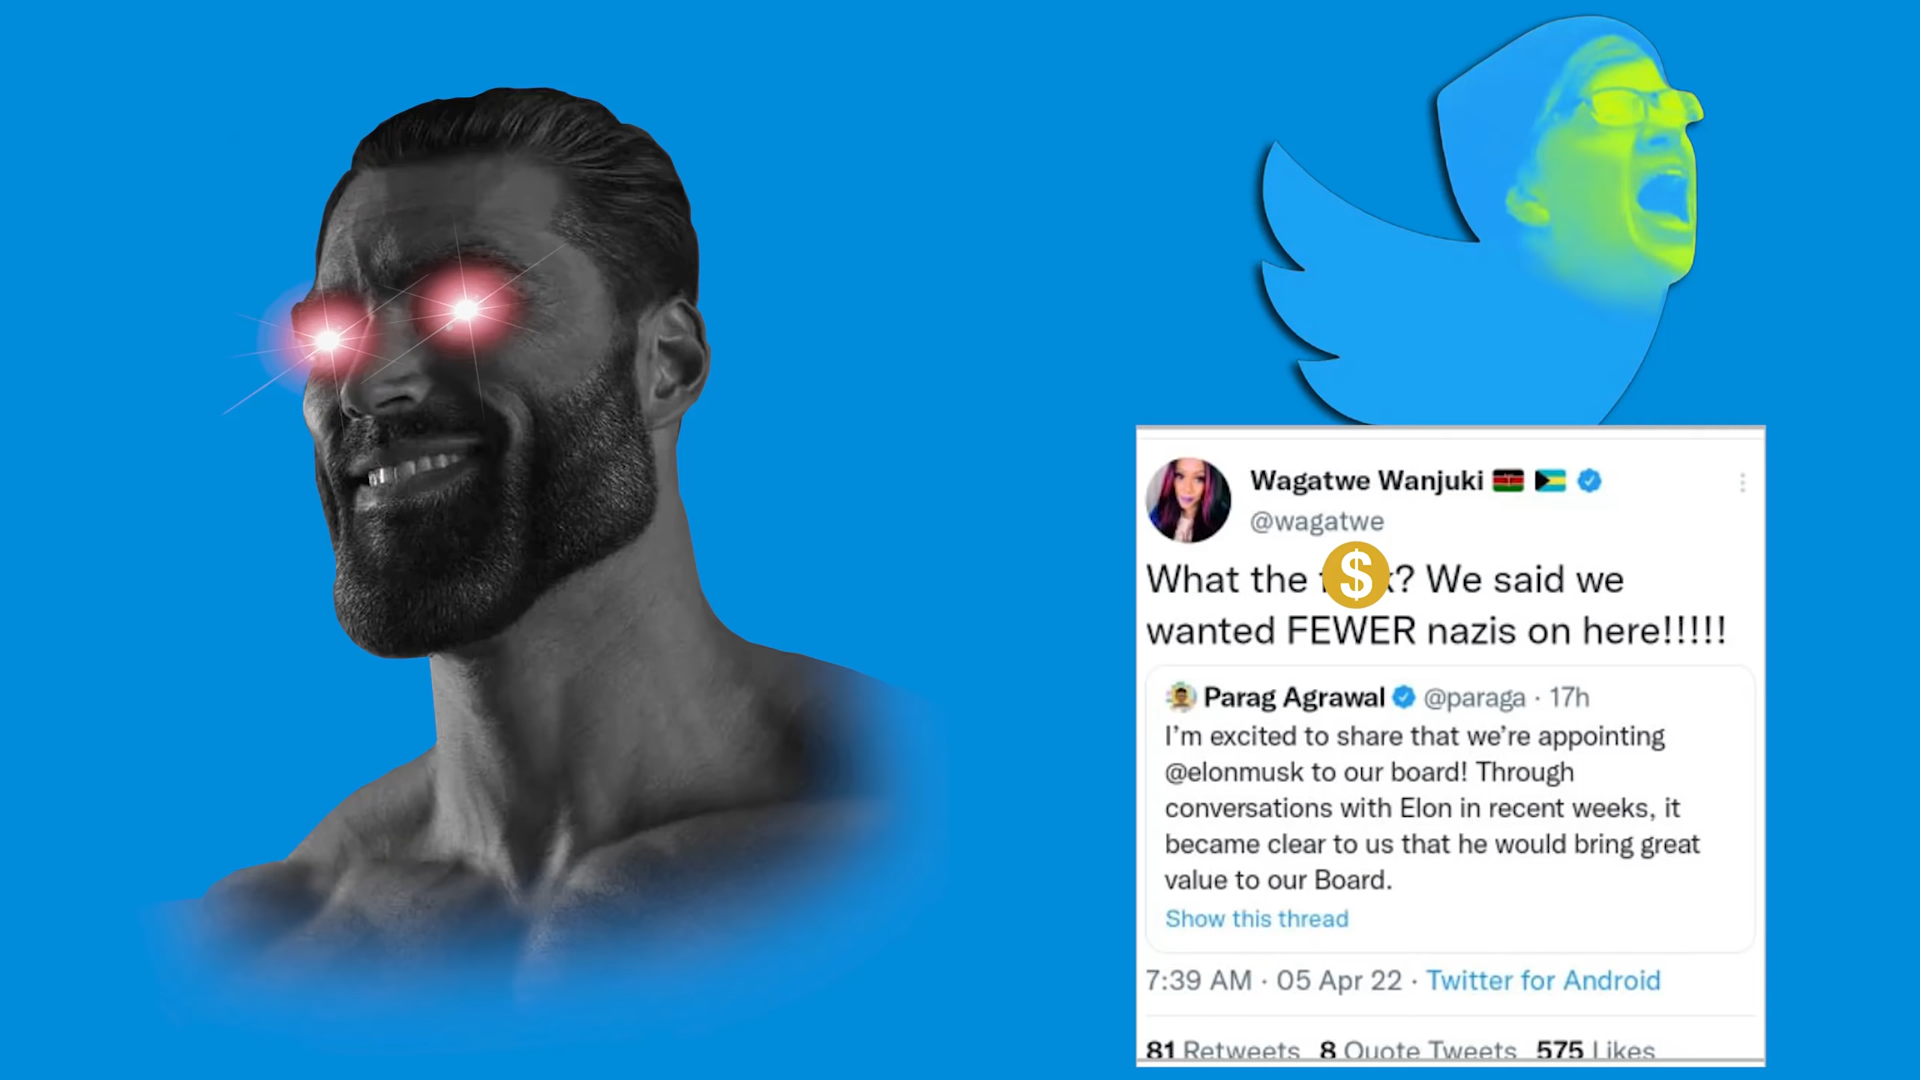 Wagatwe Wanjuki
@wagatwe
What the $? We said we
wanted FEWER nazis on here!!!!!
Parag Agrawal @paraga · 17h
I'm excited to share that we're appointing
@elonmusk to our board! Through
conversations with Elon in recent weeks, it
became clear to us that he would bring great
value to our Board.
Show this thread
7:39 AM · 05 Apr 22 · Twitter for Android
81 Retweets 8 Quote Tweets 575 Likes